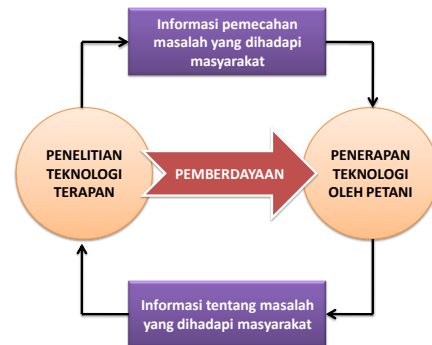 Informasi pemecahan
masalah yang dihadapi
masyarakat
PENELITIAN
TEKNOLOGI
TERAPAN
PEMBERDAYAAN
PENERAPAN
TEKNOLOGI
OLEH PETANI
Informasi tentang masalah
yang dihadapi masyarakat